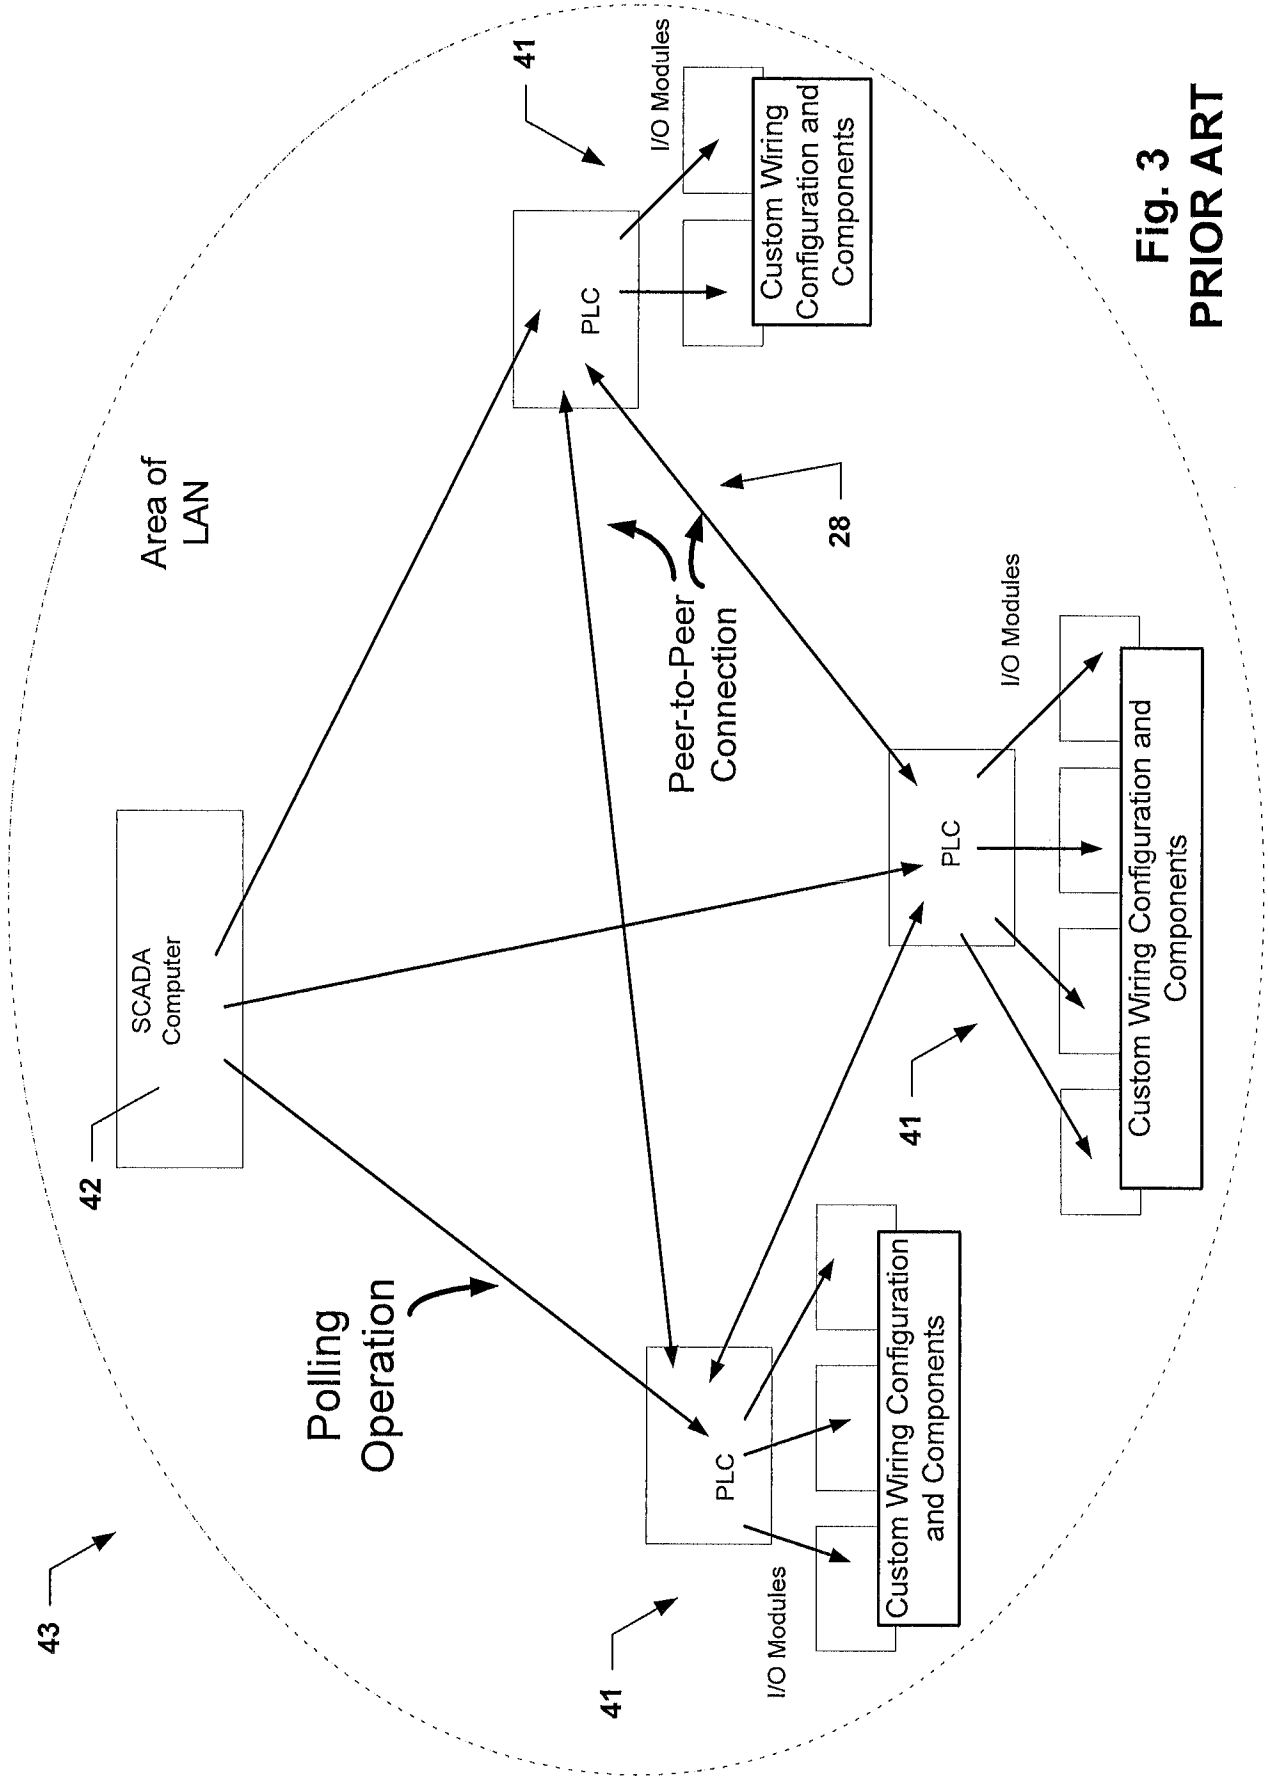 43
42
SCADA
Computer
Area of
LAN
Polling
Operation
41
PLC
I/O Modules
Custom Wiring Configuration
and Components
Peer-to-Peer
Connection
28
41
PLC
I/O Modules
Custom Wiring Configuration and
Components
41
PLC
I/O Modules
Custom Wiring
Configuration and
Components
Fig. 3
PRIOR ART